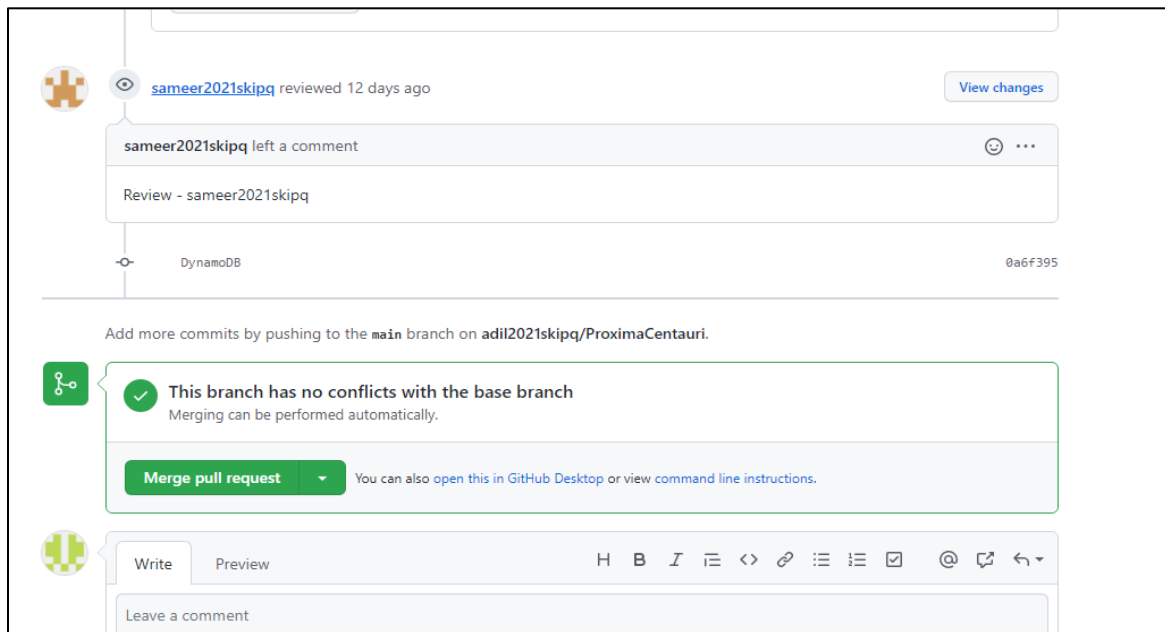 sameer2021skipq reviewed 12 days ago
View changes
sameer2021skipq left a comment
Review - sameer2021skipq
DynamoDB
0a6f395
Add more commits by pushing to the main branch on adil2021skipq/ProximaCentauri.
This branch has no conflicts with the base branch
Merging can be performed automatically.
Merge pull request
You can also open this in GitHub Desktop or view command line instructions.
Write
Preview
Leave a comment